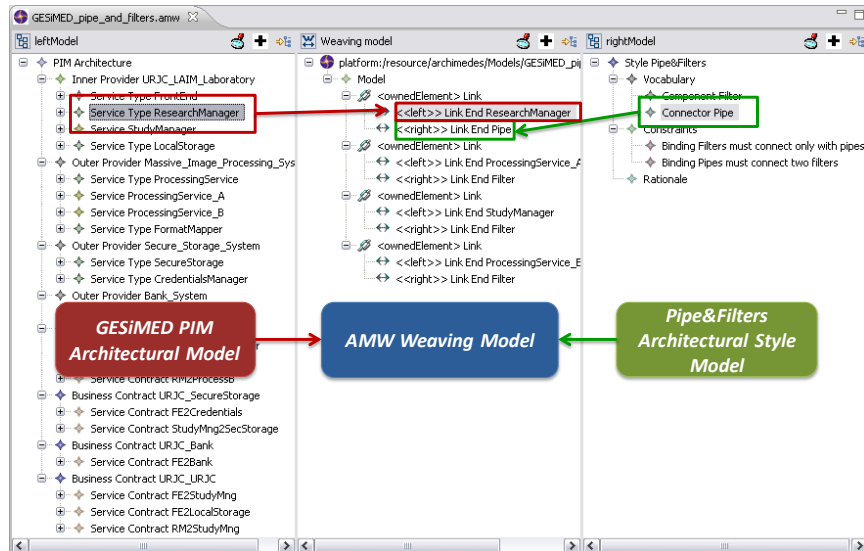 GESiMED_pipe_and_filters.amw
leftModel
PIM Architecture
Inner Provider URJC_LAIM_Laboratory
Service Type FrontEnd
Service Type ResearchManager
Service StudyManager
Service Type LocalStorage
Outer Provider Massive_Image_Processing_Sys
Service Type ProcessingService
Service ProcessingService_A
Service ProcessingService_B
Service Type FormatMapper
Outer Provider Secure_Storage_System
Service Type SecureStorage
Service Type CredentialsManager
Outer Provider Bank_System
GESiMED PIM
Architectural Model
Service Contract RM2ProcessB
Business Contract URJC_SecureStorage
Service Contract FE2Credentials
Service Contract StudyMng2SecStorage
Business Contract URJC_Bank
Service Contract FE2Bank
Business Contract URJC_URJC
Service Contract FE2StudyMng
Service Contract FE2LocalStorage
Service Contract RM2StudyMng
Weaving model
platform:/resource/archimedes/Models/GESiMED_pi
Model
<ownedElement> Link
<<left>> Link End ResearchManager
<<right>> Link End Pipe
<ownedElement> Link
<<left>> Link End ProcessingService_A
<<right>> Link End Filter
<ownedElement> Link
<<left>> Link End StudyManager
<<right>> Link End Filter
<ownedElement> Link
<<left>> Link End ProcessingService_B
<<right>> Link End Filter
AMW Weaving Model
rightModel
Style Pipe&Filters
Vocabulary
Component Filter
Connector Pipe
Constraints
Binding Filters must connect only with pipes
Binding Pipes must connect two filters
Rationale
Pipe&Filters
Architectural Style
Model